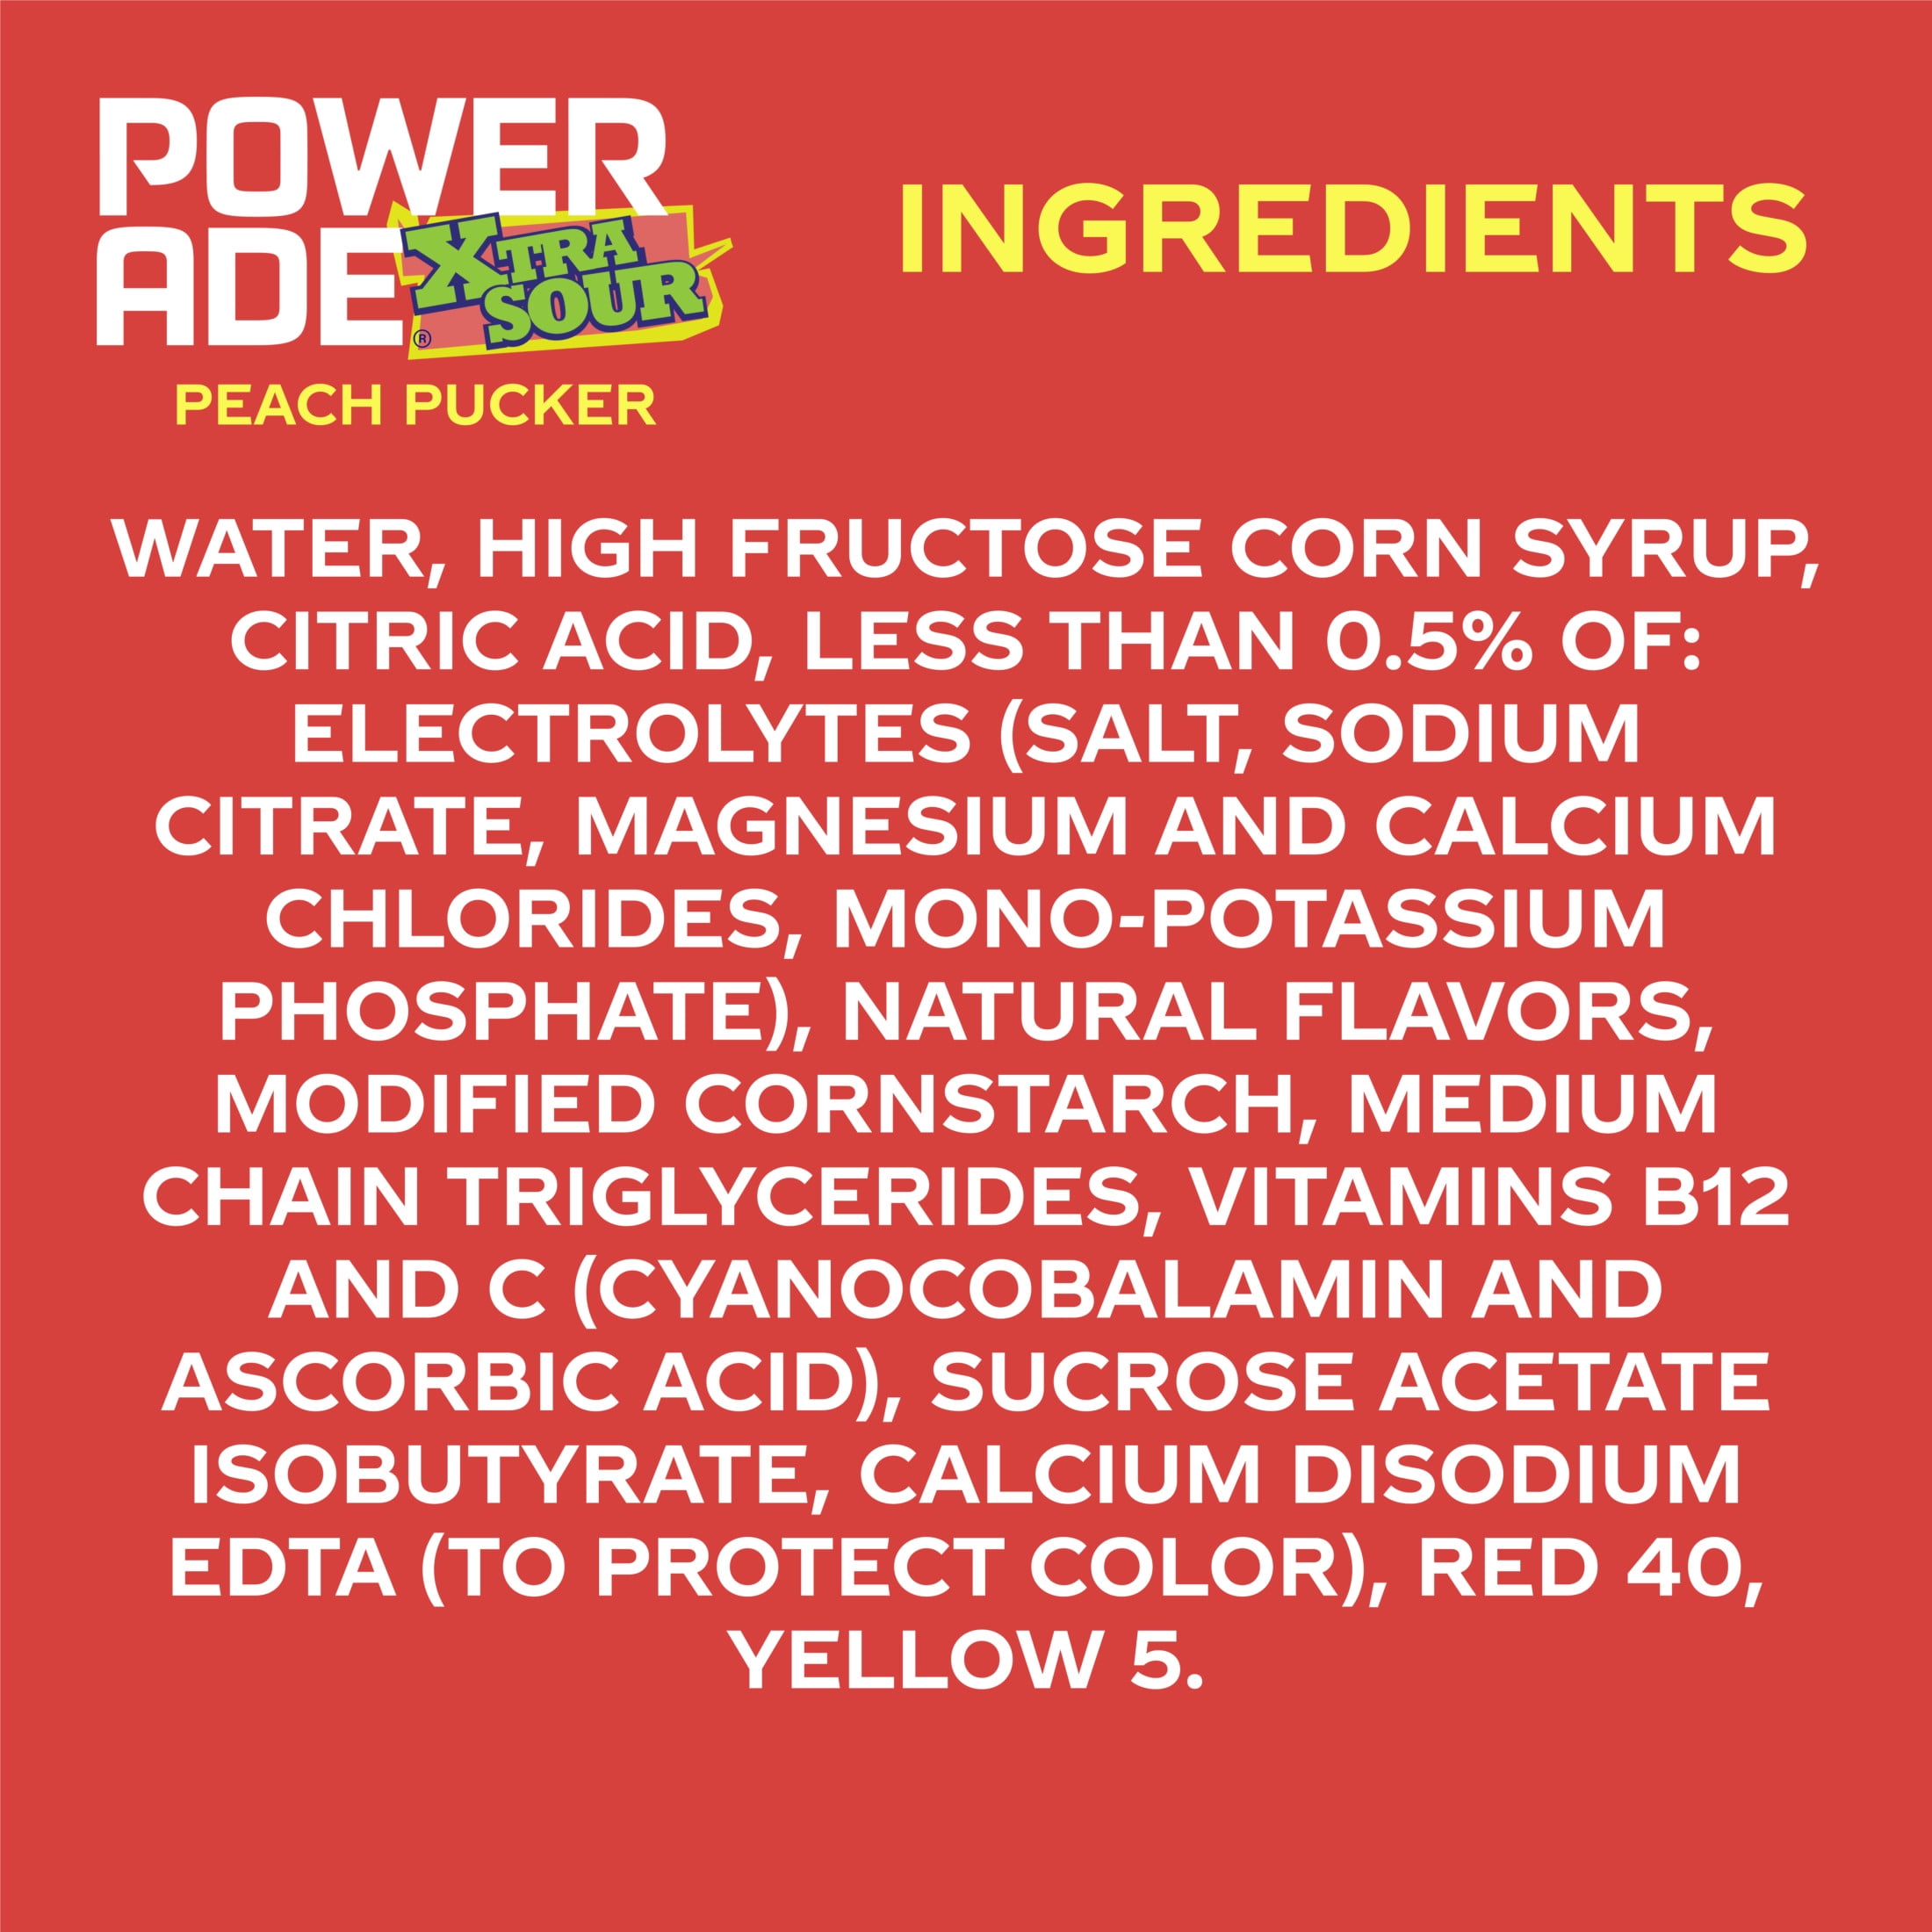 POWER
ADE®
XTRA
SOUR
PEACH PUCKER
INGREDIENTS
WATER, HIGH FRUCTOSE CORN SYRUP,
CITRIC ACID, LESS THAN 0.5% OF:
ELECTROLYTES (SALT, SODIUM
CITRATE, MAGNESIUM AND CALCIUM
CHLORIDES, MONO-POTASSIUM
PHOSPHATE), NATURAL FLAVORS,
MODIFIED CORNSTARCH, MEDIUM
CHAIN TRIGLYCERIDES, VITAMINS B12
AND C (CYANOCOBALAMIN AND
ASCORBIC ACID), SUCROSE ACETATE
ISOBUTYRATE, CALCIUM DISODIUM
EDTA (TO PROTECT COLOR), RED 40,
YELLOW 5.